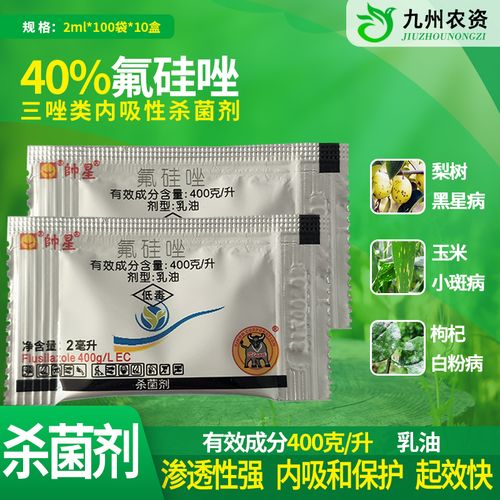 规格：2ml*100袋*10盒
九州农资
JIUZHOUNONGZI
40%氟硅唑
三唑类内吸性杀菌剂
帥星
氟硅唑
有效成分含量：400克/升
剂型：乳油
帥星
氟硅唑
有效成分含量：400克/升
剂型：乳油
低毒
净含量：2毫升
Flusilazole 400g/L EC
杀菌剂
梨树
黑星病
玉米
小斑病
枸杞
白粉病
杀菌剂
有效成分400克/升 乳油
渗透性强 内吸和保护 起效快